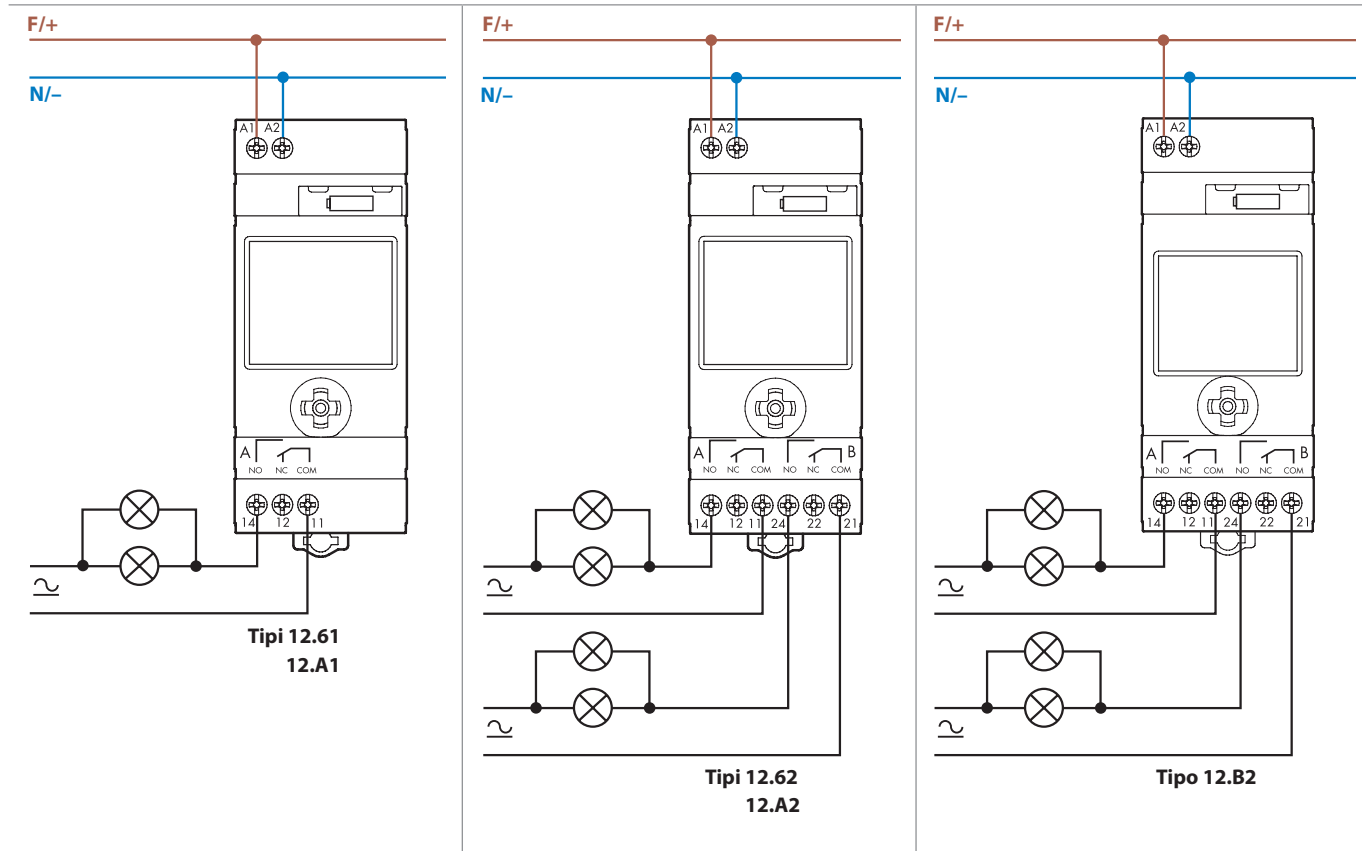 F/+
N/–
A1 A2
A
NO NC COM
14 12 11
Tipi 12.61
12.A1
F/+
N/–
A1 A2
A B
NO NC COM NO NC COM
14 12 11 24 22 21
Tipi 12.62
12.A2
F/+
N/–
A1 A2
A B
NO NC COM NO NC COM
14 12 11 24 22 21
Tipo 12.B2